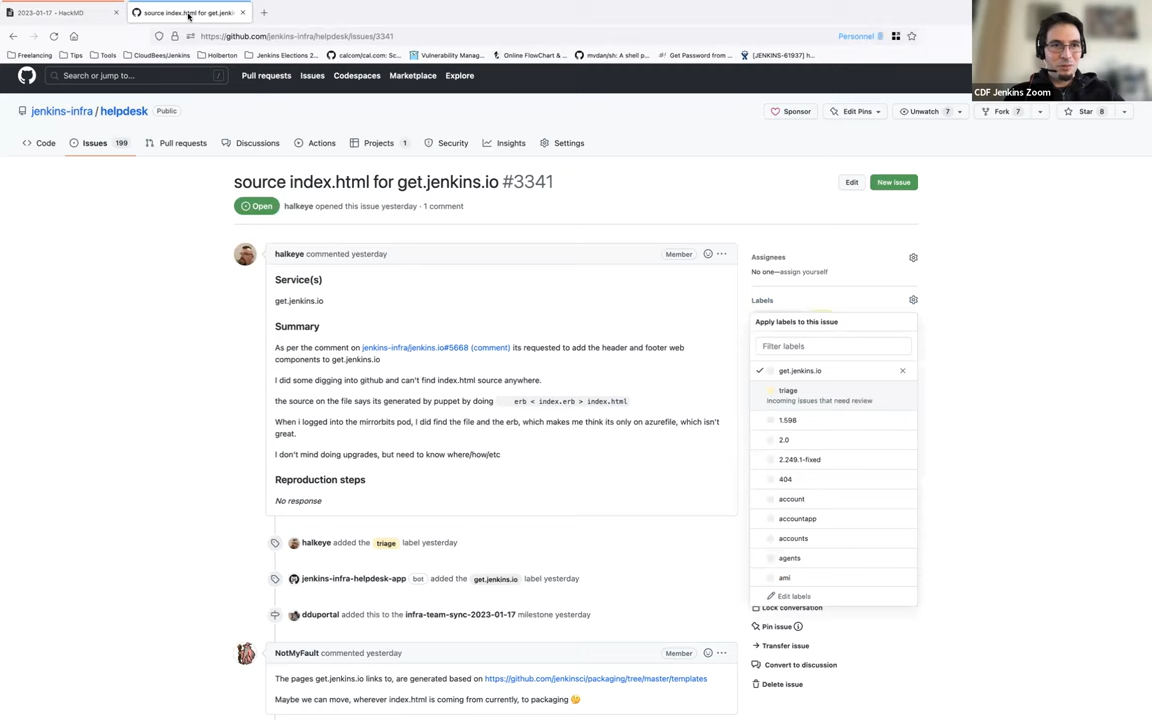 2023-01-17 - HackMD
source index.html for get.jenki
https://github.com/jenkins-infra/helpdesk/issues/3341
Personnel
Freelancing
Tips
Tools
CloudBees/Jenkins
Holberton
Jenkins Elections 2...
calcom/cal.com: Sc...
Vulnerability Manag...
Online FlowChart & ...
mvdan/sh: A shell p...
Get Password from ...
[JENKINS-61937] h...
CDF Jenkins Zoom
Search or jump to...
/
Pull requests
Issues
Codespaces
Marketplace
Explore
jenkins-infra / helpdesk
Public
Sponsor
Edit Pins
Unwatch 7
Fork 7
Star 8
Code
Issues 199
Pull requests
Discussions
Actions
Projects 1
Security
Insights
Settings
source index.html for get.jenkins.io #3341
Edit
New issue
Open
halkeye opened this issue yesterday · 1 comment
halkeye commented yesterday
Member
Service(s)
get.jenkins.io
Summary
As per the comment on jenkins-infra/jenkins.io#5668 (comment) its requested to add the header and footer web
components to get.jenkins.io
I did some digging into github and can't find index.html source anywhere.
the source on the file says its generated by puppet by doing erb < index.erb > index.html
When i logged into the mirrorbits pod, I did find the file and the erb, which makes me think its only on azurefile, which isn't
great.
I don't mind doing upgrades, but need to know where/how/etc
Reproduction steps
No response
halkeye added the triage label yesterday
jenkins-infra-helpdesk-app bot added the get.jenkins.io label yesterday
dduportal added this to the infra-team-sync-2023-01-17 milestone yesterday
NotMyFault commented yesterday
Member
The pages get.jenkins.io links to, are generated based on https://github.com/jenkinsci/packaging/tree/master/templates
Maybe we can move, wherever index.html is coming from currently, to packaging 🤔
Assignees
No one—assign yourself
Labels
Apply labels to this issue
Filter labels
get.jenkins.io
triage
Incoming issues that need review
1.598
2.0
2.249.1-fixed
404
account
accountapp
accounts
agents
ami
Edit labels
Lock conversation
Pin issue
Transfer issue
Convert to discussion
Delete issue